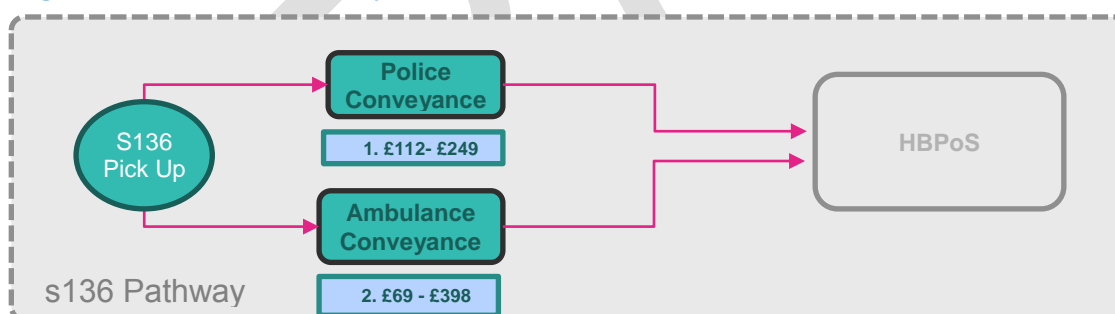 Police
Conveyance
S136
Pick Up
1. £112- £249
HBPoS
Ambulance
Conveyance
s136 Pathway
2. £69 - £398